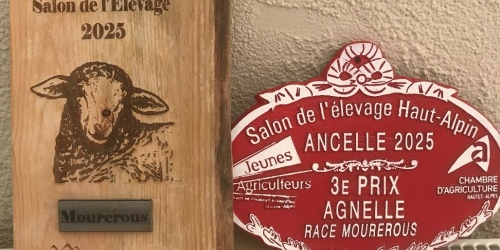 Salon de l'Élevage
2025
Mourerous
Salon de l'élevage Haut-Alpin
ANCELLE 2025
Jeunes
Agriculteurs
3E PRIX
AGNELLE
RACE MOUREROUS
CHAMBRE
D'AGRICULTURE
HAUTES-ALPES